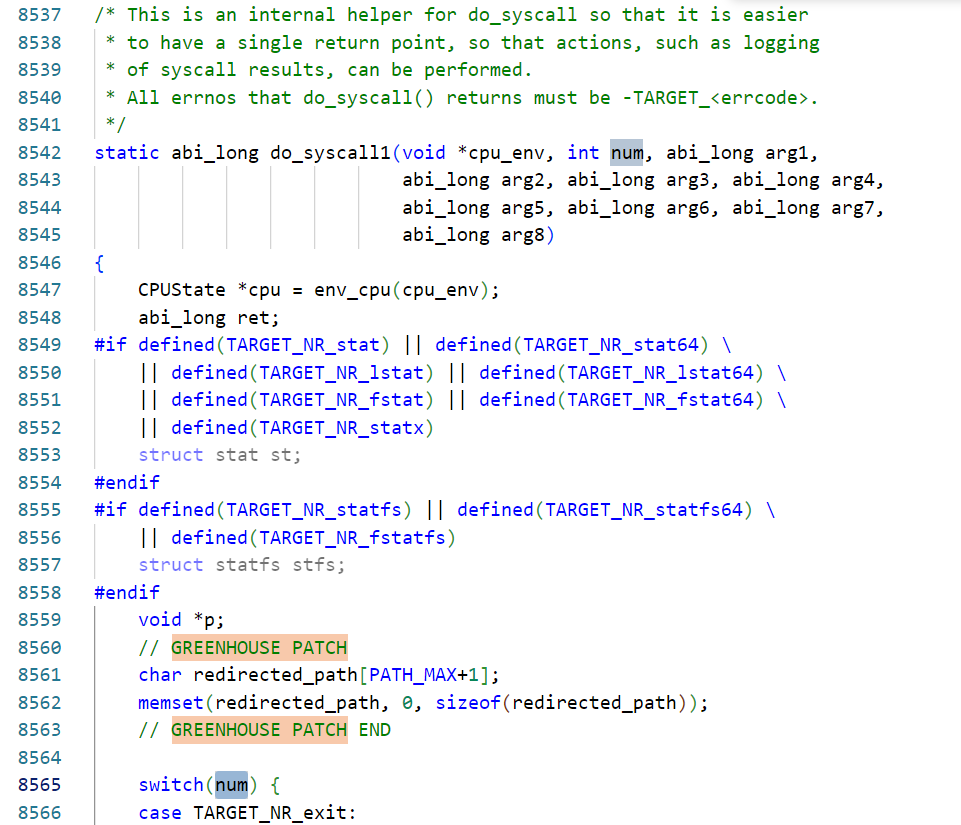 8537 /* This is an internal helper for do_syscall so that it is easier
8538  * to have a single return point, so that actions, such as logging
8539  * of syscall results, can be performed.
8540  * All errnos that do_syscall() returns must be -TARGET_<errcode>.
8541  */
8542 static abi_long do_syscall1(void *cpu_env, int num, abi_long arg1,
8543                             abi_long arg2, abi_long arg3, abi_long arg4,
8544                             abi_long arg5, abi_long arg6, abi_long arg7,
8545                             abi_long arg8)
8546 {
8547     CPUState *cpu = env_cpu(cpu_env);
8548     abi_long ret;
8549 #if defined(TARGET_NR_stat) || defined(TARGET_NR_stat64) \
8550     || defined(TARGET_NR_lstat) || defined(TARGET_NR_lstat64) \
8551     || defined(TARGET_NR_fstat) || defined(TARGET_NR_fstat64) \
8552     || defined(TARGET_NR_statx)
8553     struct stat st;
8554 #endif
8555 #if defined(TARGET_NR_statfs) || defined(TARGET_NR_statfs64) \
8556     || defined(TARGET_NR_fstatfs)
8557     struct statfs stfs;
8558 #endif
8559     void *p;
8560     // GREENHOUSE PATCH
8561     char redirected_path[PATH_MAX+1];
8562     memset(redirected_path, 0, sizeof(redirected_path));
8563     // GREENHOUSE PATCH END
8564
8565     switch(num) {
8566     case TARGET_NR_exit: